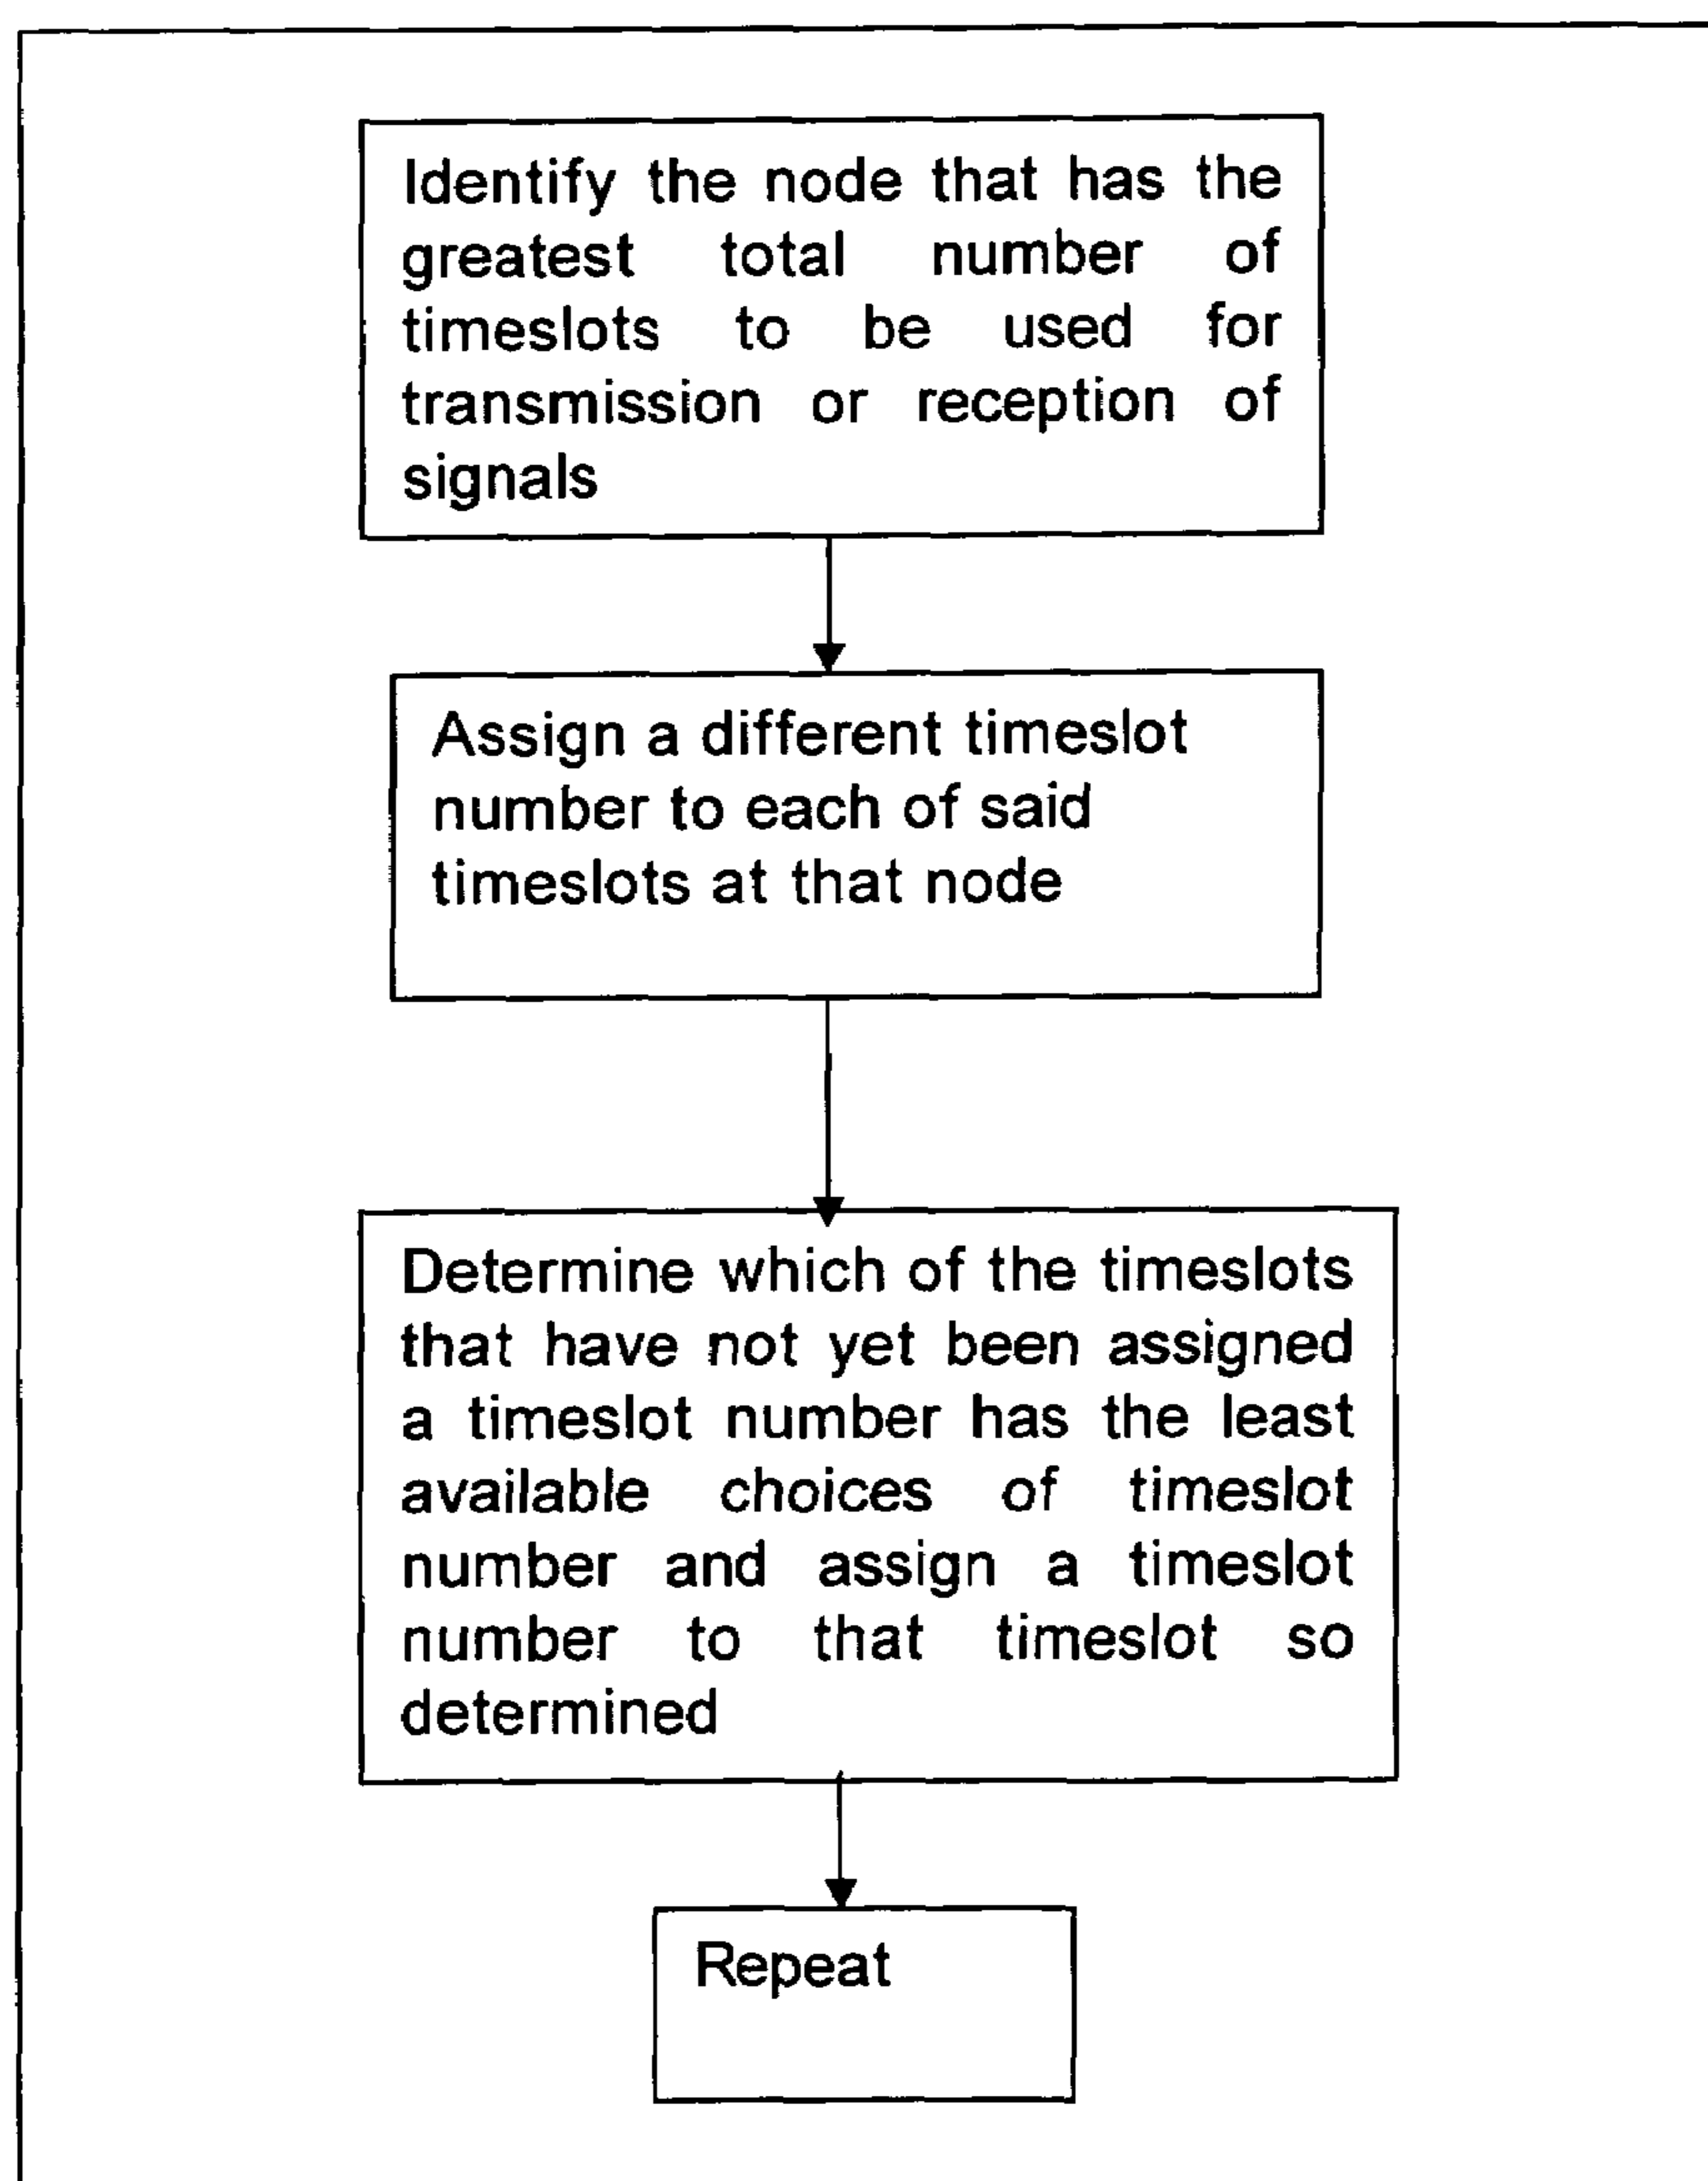 Identify the node that has the
greatest total number of
timeslots to be used for
transmission or reception of
signals
Assign a different timeslot
number to each of said
timeslots at that node
Determine which of the timeslots
that have not yet been assigned
a timeslot number has the least
available choices of timeslot
number and assign a timeslot
number to that timeslot so
determined
Repeat